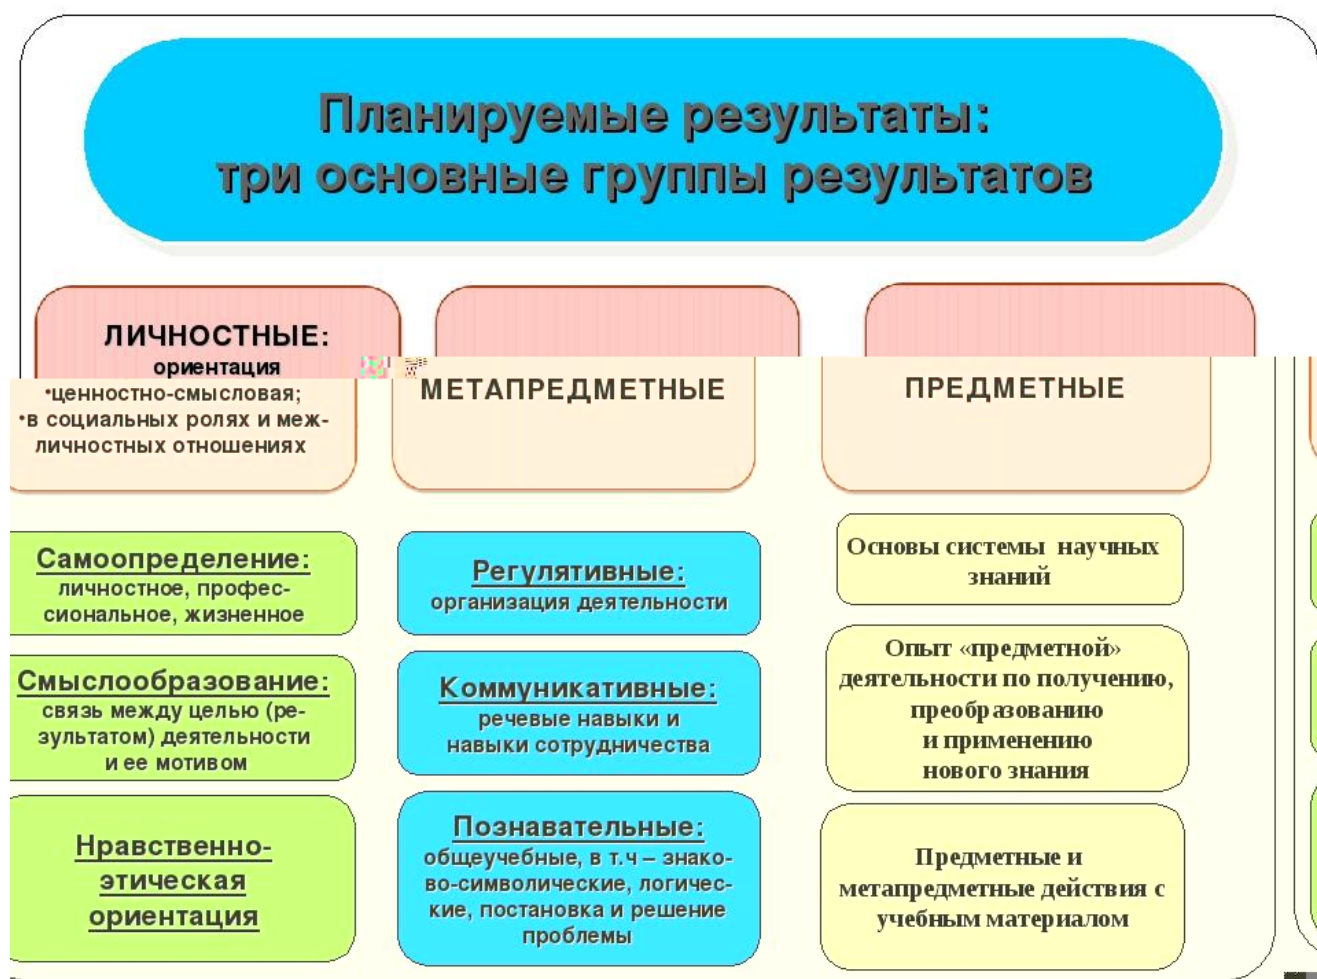 Планируемые результаты:
три основные группы результатов
ЛИЧНОСТНЫЕ:
ориентация
•ценностно-смысловая;
•в социальных ролях и меж-
личностных отношениях
Самоопределение:
личностное, профес-
сиональное, жизненное
Смыслообразование:
связь между целью (ре-
зультатом) деятельности
и ее мотивом
Нравственно-
этическая
ориентация
МЕТАПРЕДМЕТНЫЕ
Регулятивные:
организация деятельности
Коммуникативные:
речевые навыки и
навыки сотрудничества
Познавательные:
общеучебные, в т.ч – знако-
во-символические, логичес-
кие, постановка и решение
проблемы
ПРЕДМЕТНЫЕ
Основы системы научных
знаний
Опыт «предметной»
деятельности по получению,
преобразованию
и применению
нового знания
Предметные и
метапредметные действия с
учебным материалом